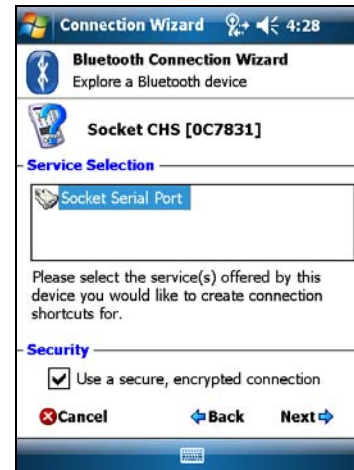 Connection Wizard 4:28
Bluetooth Connection Wizard
Explore a Bluetooth device
Socket CHS [0C7831]
Service Selection
Socket Serial Port
Please select the service(s) offered by this
device you would like to create connection
shortcuts for.
Security
Use a secure, encrypted connection
Cancel Back Next